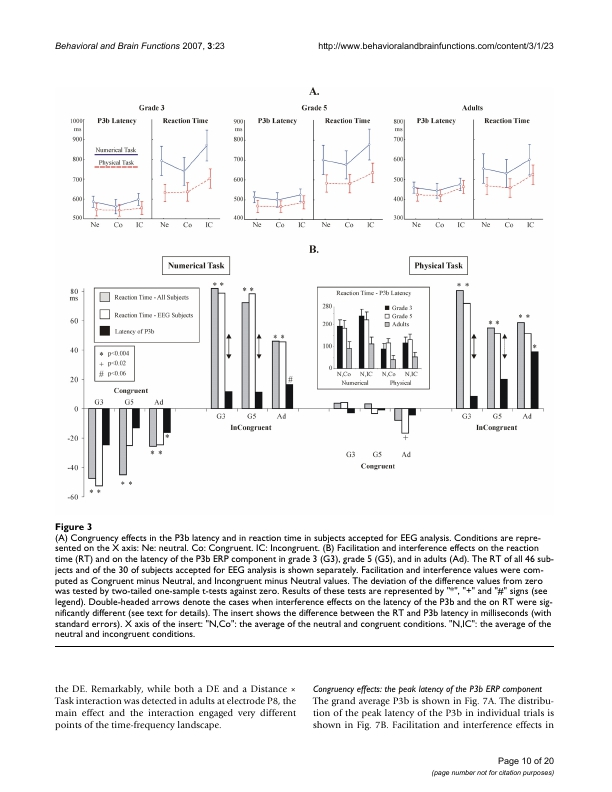 Behavioral and Brain Functions 2007, 3:23
http://www.behavioralandbrainfunctions.com/content/3/1/23
A.
Grade 3
Grade 5
Adults
P3b Latency
Reaction Time
P3b Latency
Reaction Time
P3b Latency
Reaction Time
1000
ms
900
800
700
600
500
Numerical Task
Physical Task
900
ms
800
700
600
500
400
800
ms
700
600
500
400
300
Ne Co IC
Ne Co IC
Ne Co IC
Ne Co IC
Ne Co IC
Ne Co IC
B.
Numerical Task
Physical Task
80
ms
60
40
20
0
-20
-40
-60
Reaction Time - All Subjects
Reaction Time - EEG Subjects
Latency of P3b
* p<0.004
+ p<0.02
# p<0.06
Congruent
G3 G5 Ad
* *
* *
* *
*
* *
* *
* *
#
G3 G5 Ad
InCongruent
Reaction Time - P3b Latency
280
200
100
0
Grade 3
Grade 5
Adults
N,Co N,IC N,Co N,IC
Numerical Physical
+
G3 G5 Ad
Congruent
* *
* *
* *
*
G3 G5 Ad
InCongruent
Figure 3
(A) Congruency effects in the P3b latency and in reaction time in subjects accepted for EEG analysis. Conditions are repre-
sented on the X axis: Ne: neutral. Co: Congruent. IC: Incongruent. (B) Facilitation and interference effects on the reaction
time (RT) and on the latency of the P3b ERP component in grade 3 (G3), grade 5 (G5), and in adults (Ad). The RT of all 46 sub-
jects and of the 30 of subjects accepted for EEG analysis is shown separately. Facilitation and interference values were com-
puted as Congruent minus Neutral, and Incongruent minus Neutral values. The deviation of the difference values from zero
was tested by two-tailed one-sample t-tests against zero. Results of these tests are represented by "*", "+" and "#" signs (see
legend). Double-headed arrows denote the cases when interference effects on the latency of the P3b and the on RT were sig-
nificantly different (see text for details). The insert shows the difference between the RT and P3b latency in milliseconds (with
standard errors). X axis of the insert: "N,Co": the average of the neutral and congruent conditions. "N,IC": the average of the
neutral and incongruent conditions.
the DE. Remarkably, while both a DE and a Distance ×
Task interaction was detected in adults at electrode P8, the
main effect and the interaction engaged very different
points of the time-frequency landscape.
Congruency effects: the peak latency of the P3b ERP component
The grand average P3b is shown in Fig. 7A. The distribu-
tion of the peak latency of the P3b in individual trials is
shown in Fig. 7B. Facilitation and interference effects in
Page 10 of 20
(page number not for citation purposes)